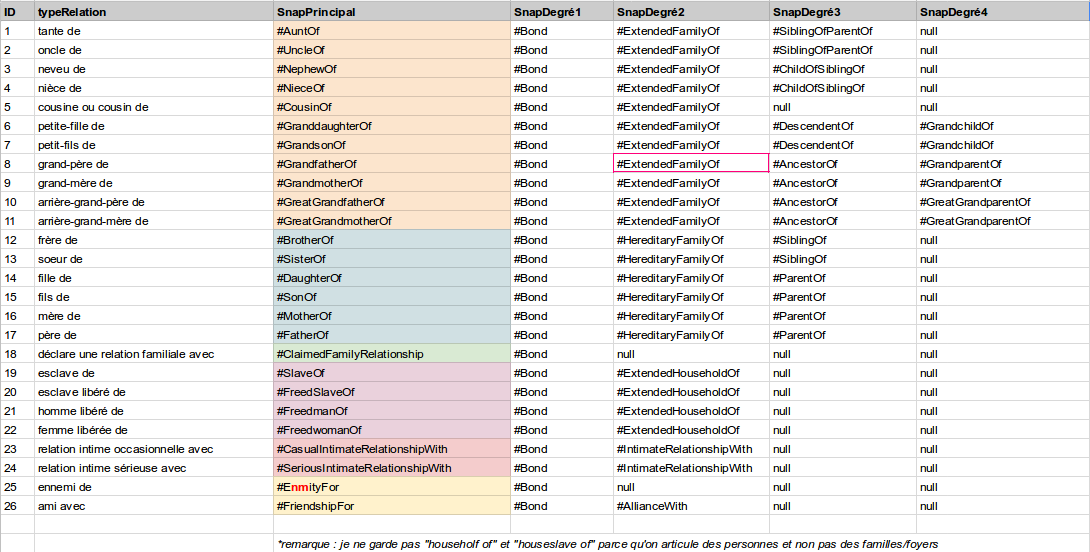 ID typeRelation SnapPrincipal SnapDegré1 SnapDegré2 SnapDegré3 SnapDegré4
1 tante de #AuntOf #Bond #ExtendedFamilyOf #SiblingOfParentOf null
2 oncle de #UncleOf #Bond #ExtendedFamilyOf #SiblingOfParentOf null
3 neveu de #NephewOf #Bond #ExtendedFamilyOf #ChildOfSiblingOf null
4 nièce de #NieceOf #Bond #ExtendedFamilyOf #ChildOfSiblingOf null
5 cousine ou cousin de #CousinOf #Bond #ExtendedFamilyOf null null
6 petite-fille de #GranddaughterOf #Bond #ExtendedFamilyOf #DescendentOf #GrandchildOf
7 petit-fils de #GrandsonOf #Bond #ExtendedFamilyOf #DescendentOf #GrandchildOf
8 grand-père de #GrandfatherOf #Bond #ExtendedFamilyOf #AncestorOf #GrandparentOf
9 grand-mère de #GrandmotherOf #Bond #ExtendedFamilyOf #AncestorOf #GrandparentOf
10 arrière-grand-père de #GreatGrandfatherOf #Bond #ExtendedFamilyOf #AncestorOf #GreatGrandparentOf
11 arrière-grand-mère de #GreatGrandmotherOf #Bond #ExtendedFamilyOf #AncestorOf #GreatGrandparentOf
12 frère de #BrotherOf #Bond #HereditaryFamilyOf #SiblingOf null
13 soeur de #SisterOf #Bond #HereditaryFamilyOf #SiblingOf null
14 fille de #DaughterOf #Bond #HereditaryFamilyOf #ParentOf null
15 fils de #SonOf #Bond #HereditaryFamilyOf #ParentOf null
16 mère de #MotherOf #Bond #HereditaryFamilyOf #ParentOf null
17 père de #FatherOf #Bond #HereditaryFamilyOf #ParentOf null
18 déclare une relation familiale avec #ClaimedFamilyRelationship #Bond null null null
19 esclave de #SlaveOf #Bond #ExtendedHouseholdOf null null
20 esclave libéré de #FreedSlaveOf #Bond #ExtendedHouseholdOf null null
21 homme libéré de #FreedmanOf #Bond #ExtendedHouseholdOf null null
22 femme libérée de #FreedwomanOf #Bond #ExtendedHouseholdOf null null
23 relation intime occasionnelle avec #CasualIntimateRelationshipWith #Bond #IntimateRelationshipWith null null
24 relation intime sérieuse avec #SeriousIntimateRelationshipWith #Bond #IntimateRelationshipWith null null
25 ennemi de #EnmityFor #Bond null null null
26 ami avec #FriendshipFor #Bond #AllianceWith null null
*remarque : je ne garde pas "householf of" et "houseslave of" parce qu'on articule des personnes et non pas des familles/foyers